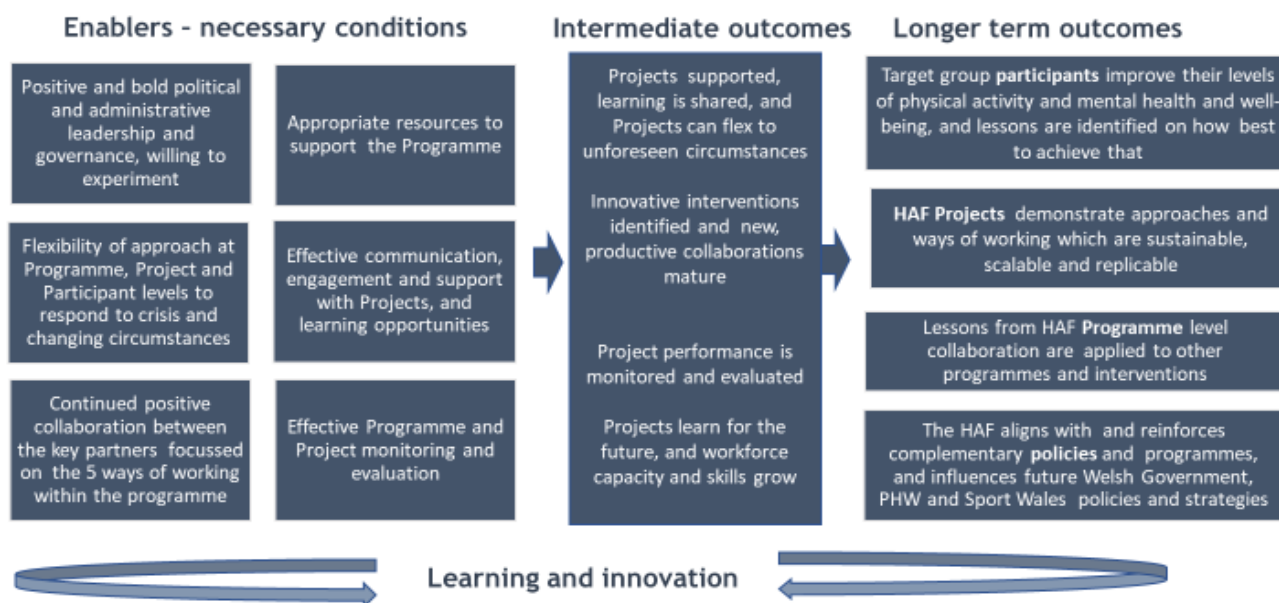 Enablers - necessary conditions
Positive and bold political
and administrative
leadership and
governance, willing to
experiment
Appropriate resources to
support the Programme
Flexibility of approach at
Programme, Project and
Participant levels to
respond to crisis and
changing circumstances
Effective communication,
engagement and support
with Projects, and
learning opportunities
Continued positive
collaboration between
the key partners focussed
on the 5 ways of working
within the programme
Effective Programme and
Project monitoring and
evaluation
Intermediate outcomes
Projects supported,
learning is shared, and
Projects can flex to
unforeseen circumstances
Innovative interventions
identified and new,
productive collaborations
mature
Project performance is
monitored and evaluated
Projects learn for the
future, and workforce
capacity and skills grow
Longer term outcomes
Target group participants improve their levels
of physical activity and mental health and well-
being, and lessons are identified on how best
to achieve that
HAF Projects demonstrate approaches and
ways of working which are sustainable,
scalable and replicable
Lessons from HAF Programme level
collaboration are applied to other
programmes and interventions
The HAF aligns with and reinforces
complementary policies and programmes,
and influences future Welsh Government,
PHW and Sport Wales policies and strategies
Learning and innovation